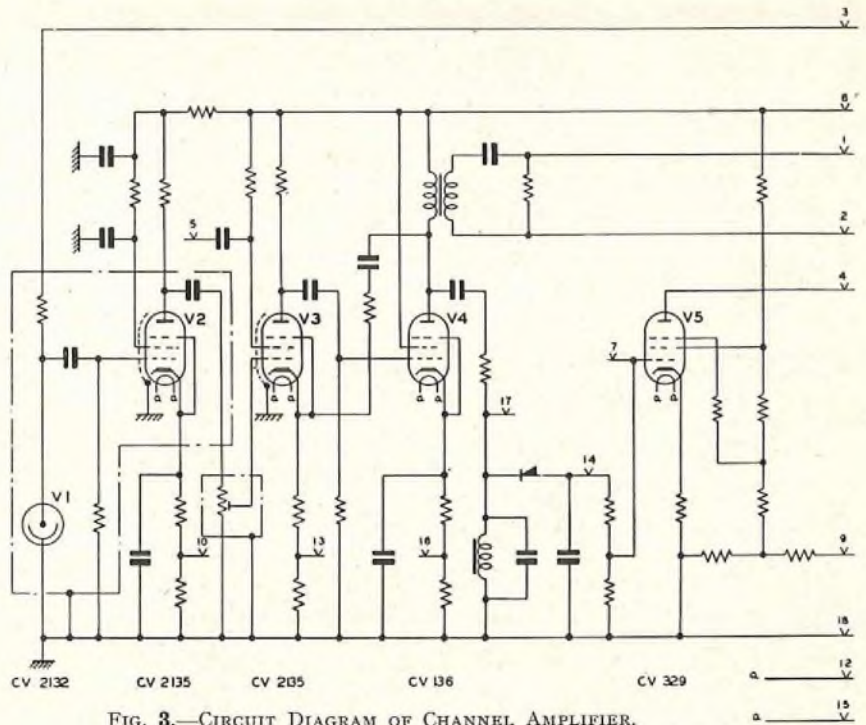 3
6
1
2
5
4
V2
V3
V4
V5
7
17
V1
14
10
13
16
9
18
CV 2132 CV 2135 CV 2135 CV 136 CV 329
P 12
P 15
P P
P P
P P
P P
FIG. 3.—CIRCUIT DIAGRAM OF CHANNEL AMPLIFIER.